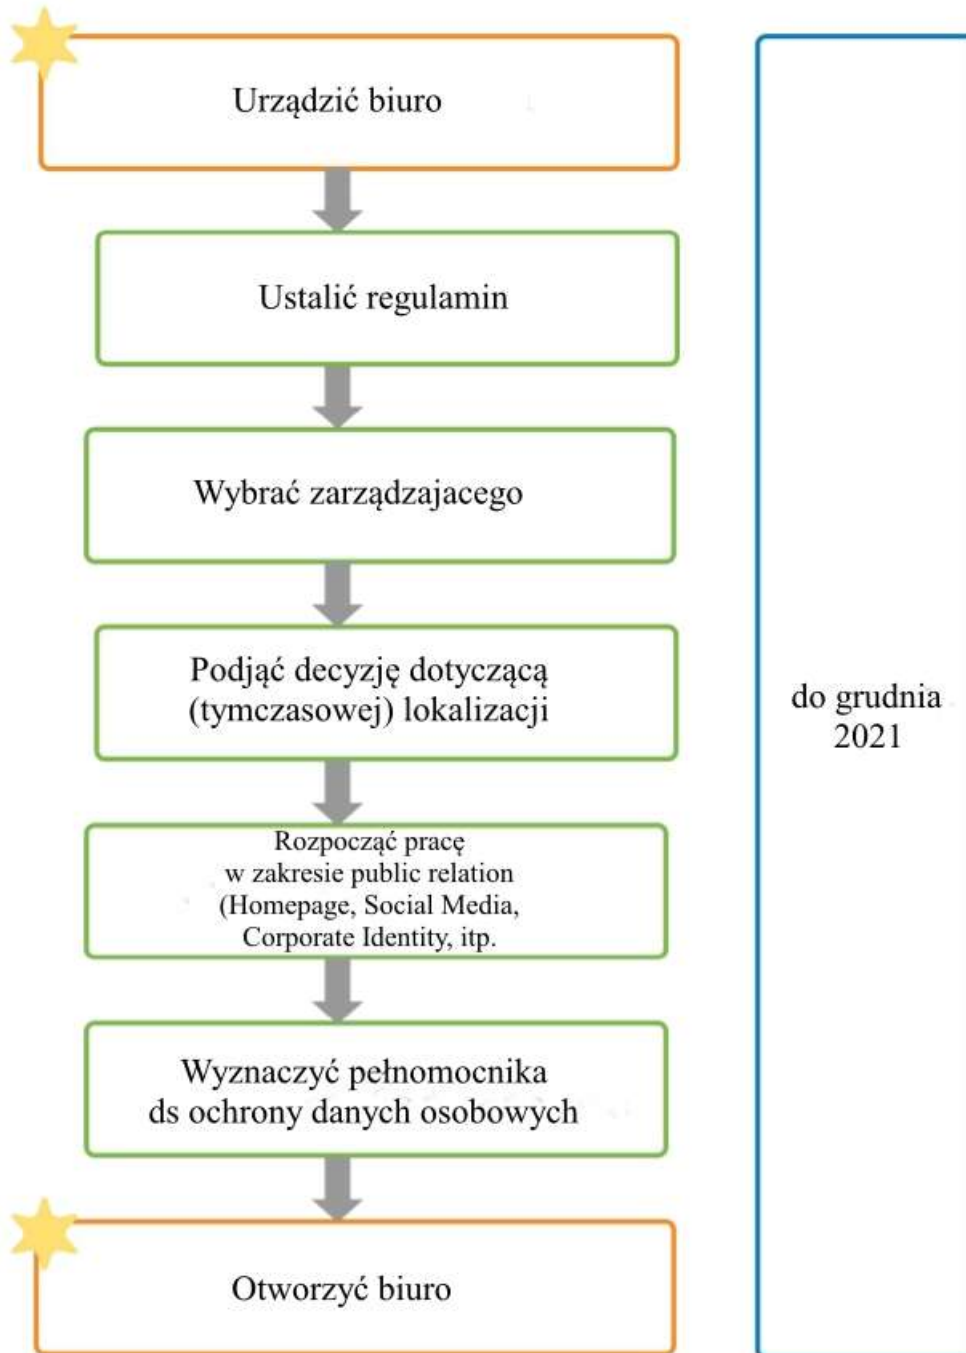 Urządzić biuro
Ustalić regulamin
Wybrać zarządzajacego
Podjąć decyzję dotyczącą
(tymczasowej) lokalizacji
Rozpocząć pracę
w zakresie public relation
(Homepage, Social Media,
Corporate Identity, itp.
Wyznaczyć pełnomocnika
ds ochrony danych osobowych
Otworzyć biuro
do grudnia
2021